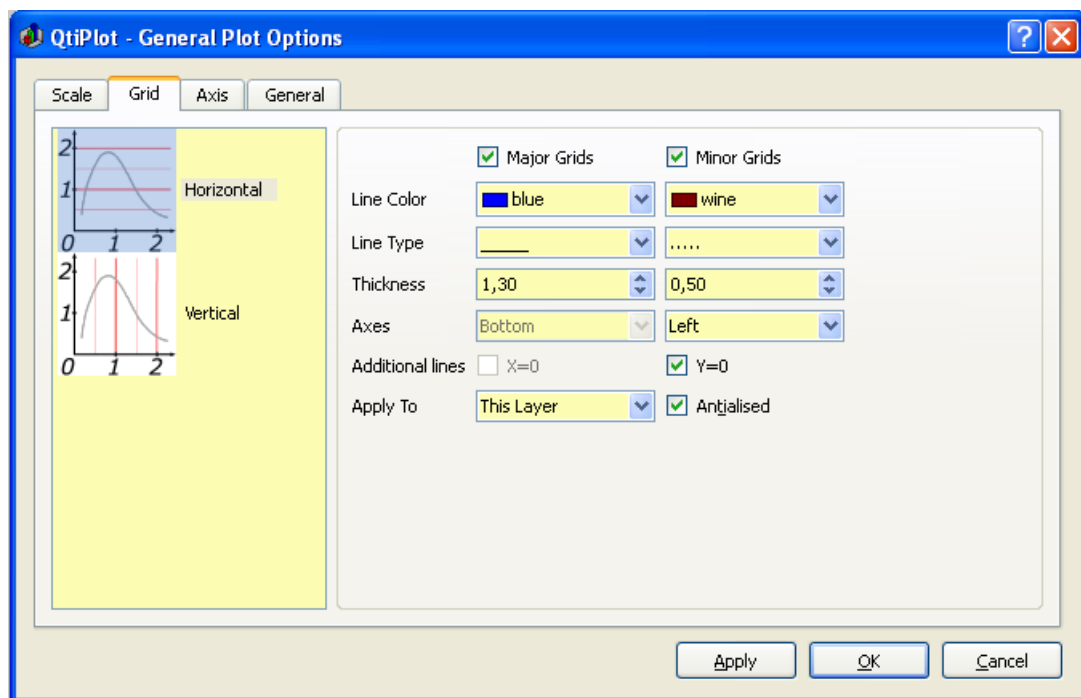 QtiPlot - General Plot Options
Scale Grid Axis General
2
1
0 1 2
Horizontal
2
1
0 1 2
Vertical
Major Grids Minor Grids
Line Color blue wine
Line Type _____ .....
Thickness 1,30 0,50
Axes Bottom Left
Additional lines X=0 Y=0
Apply To This Layer Antialised
Apply OK Cancel